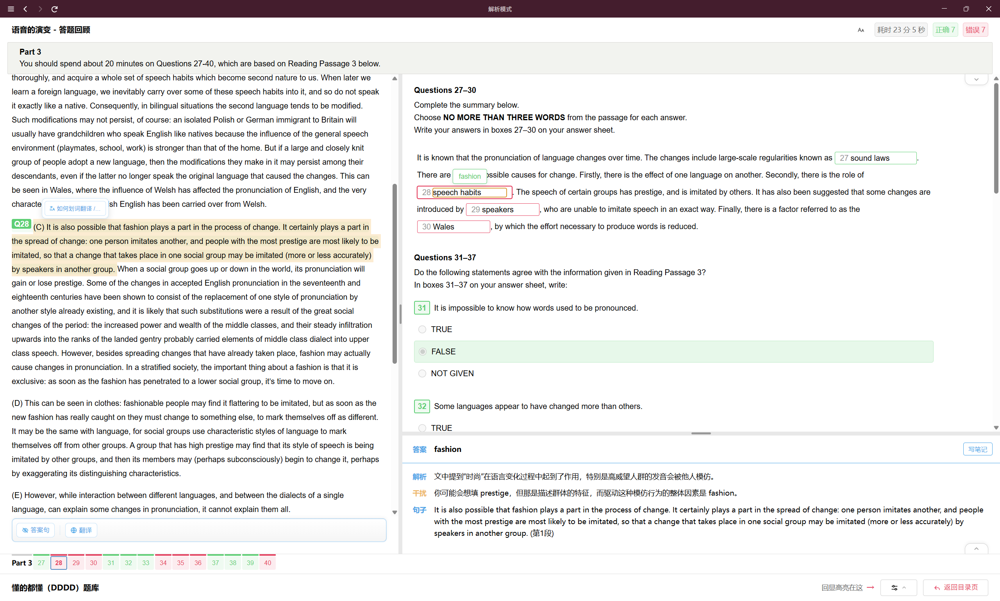 解析模式
语音的演变 - 答题回顾
耗时 23 分 5 秒
正确 7
错误 7
Part 3
You should spend about 20 minutes on Questions 27-40, which are based on Reading Passage 3 below.
thoroughly, and acquire a whole set of speech habits which become second nature to us. When later we
learn a foreign language, we inevitably carry over some of these speech habits into it, and so do not speak
it exactly like a native. Consequently, in bilingual situations the second language tends to be modified.
Such modifications may not persist, of course: an isolated Polish or German immigrant to Britain will
usually have grandchildren who speak English like natives because the influence of the general speech
environment (playmates, school, work) is stronger than that of the home. But if a large and closely knit
group of people adopt a new language, then the modifications they make in it may persist among their
descendants, even if the latter no longer speak the original language that caused the changes. This can
be seen in Wales, where the influence of Welsh has affected the pronunciation of English, and the very
characte
如何划词翻译 /...
sh English has been carried over from Welsh.
Q28 (C) It is also possible that fashion plays a part in the process of change. It certainly plays a part in
the spread of change: one person imitates another, and people with the most prestige are most likely to be
imitated, so that a change that takes place in one social group may be imitated (more or less accurately)
by speakers in another group. When a social group goes up or down in the world, its pronunciation will
gain or lose prestige. Some of the changes in accepted English pronunciation in the seventeenth and
eighteenth centuries have been shown to consist of the replacement of one style of pronunciation by
another style already existing, and it is likely that such substitutions were a result of the great social
changes of the period: the increased power and wealth of the middle classes, and their steady infiltration
upwards into the ranks of the landed gentry probably carried elements of middle class dialect into upper
class speech. However, besides spreading changes that have already taken place, fashion may actually
cause changes in pronunciation. In a stratified society, the important thing about a fashion is that it is
exclusive: as soon as the fashion has penetrated to a lower social group, it’s time to move on.
(D) This can be seen in clothes: fashionable people may find it flattering to be imitated, but as soon as the
new fashion has really caught on they must change to something else, to mark themselves off as different.
It may be the same with language, for social groups use characteristic styles of language to mark
themselves off from other groups. A group that has high prestige may find that its style of speech is being
imitated by other groups, and then its members may (perhaps subconsciously) begin to change it, perhaps
by exaggerating its distinguishing characteristics.
(E) However, while interaction between different languages, and between the dialects of a single
language, can explain some changes in pronunciation, it cannot explain them all.
答案句
翻译
Questions 27–30
Complete the summary below.
Choose NO MORE THAN THREE WORDS from the passage for each answer.
Write your answers in boxes 27–30 on your answer sheet.
It is known that the pronunciation of language changes over time. The changes include large-scale regularities known as 27 sound laws.
There are fashion ossible causes for change. Firstly, there is the effect of one language on another. Secondly, there is the role of
28 speech habits. The speech of certain groups has prestige, and is imitated by others. It has also been suggested that some changes are
introduced by 29 speakers, who are unable to imitate speech in an exact way. Finally, there is a factor referred to as the
30 Wales, by which the effort necessary to produce words is reduced.
Questions 31–37
Do the following statements agree with the information given in Reading Passage 3?
In boxes 31–37 on your answer sheet, write:
31 It is impossible to know how words used to be pronounced.
TRUE
FALSE
NOT GIVEN
32 Some languages appear to have changed more than others.
TRUE
答案 fashion
写笔记
解析 文中提到“时尚”在语言变化过程中起到了作用，特别是高威望人群的发音会被他人模仿。
干扰 你可能会想填 prestige，但那是描述群体的特征，而驱动这种模仿行为的整体因素是 fashion。
句子 It is also possible that fashion plays a part in the process of change. It certainly plays a part in the spread of change: one person imitates another, and people
with the most prestige are most likely to be imitated, so that a change that takes place in one social group may be imitated (more or less accurately) by
speakers in another group. (第1段)
Part 3 27 28 29 30 31 32 33 34 35 36 37 38 39 40
懂的都懂（DDDD）题库
回显高亮在这 →
返回目录页